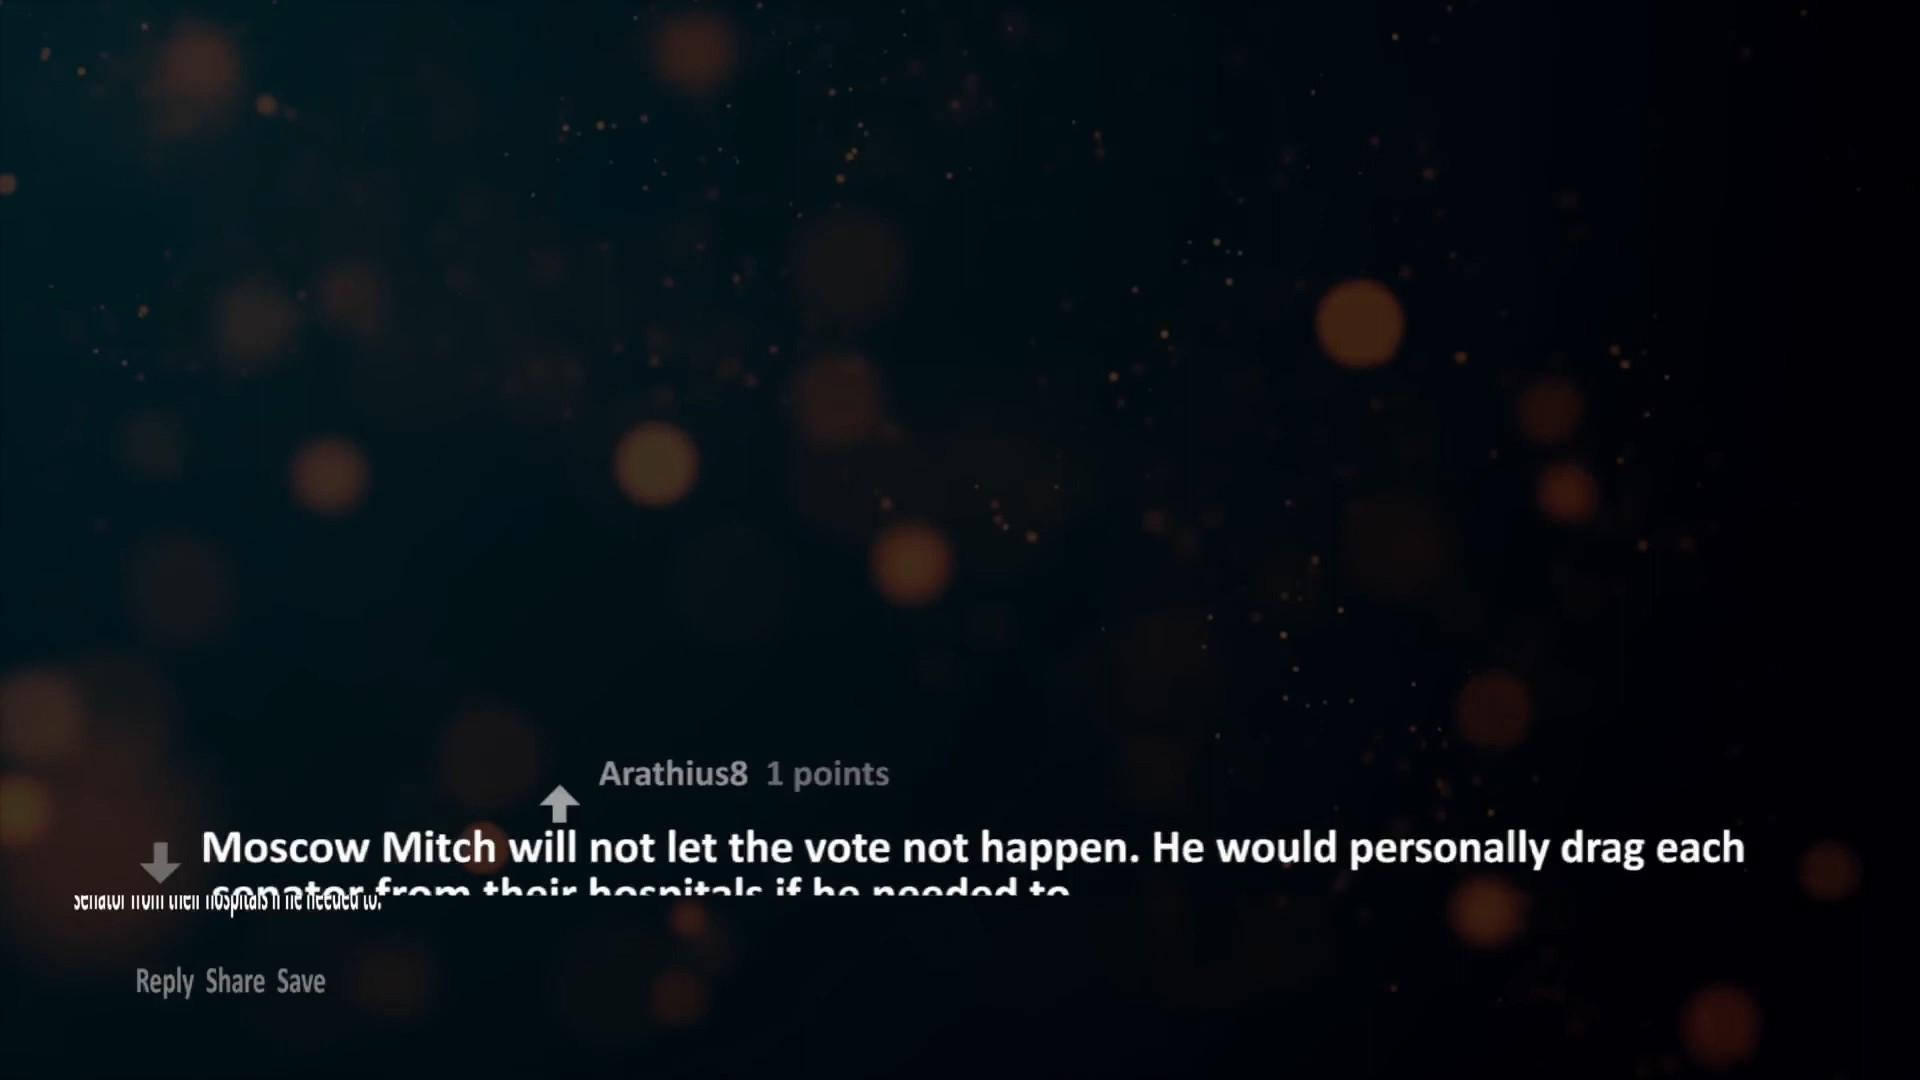 Arathius8 1 points
Moscow Mitch will not let the vote not happen. He would personally drag each
senator from their hospitals if he needed to.
Reply Share Save